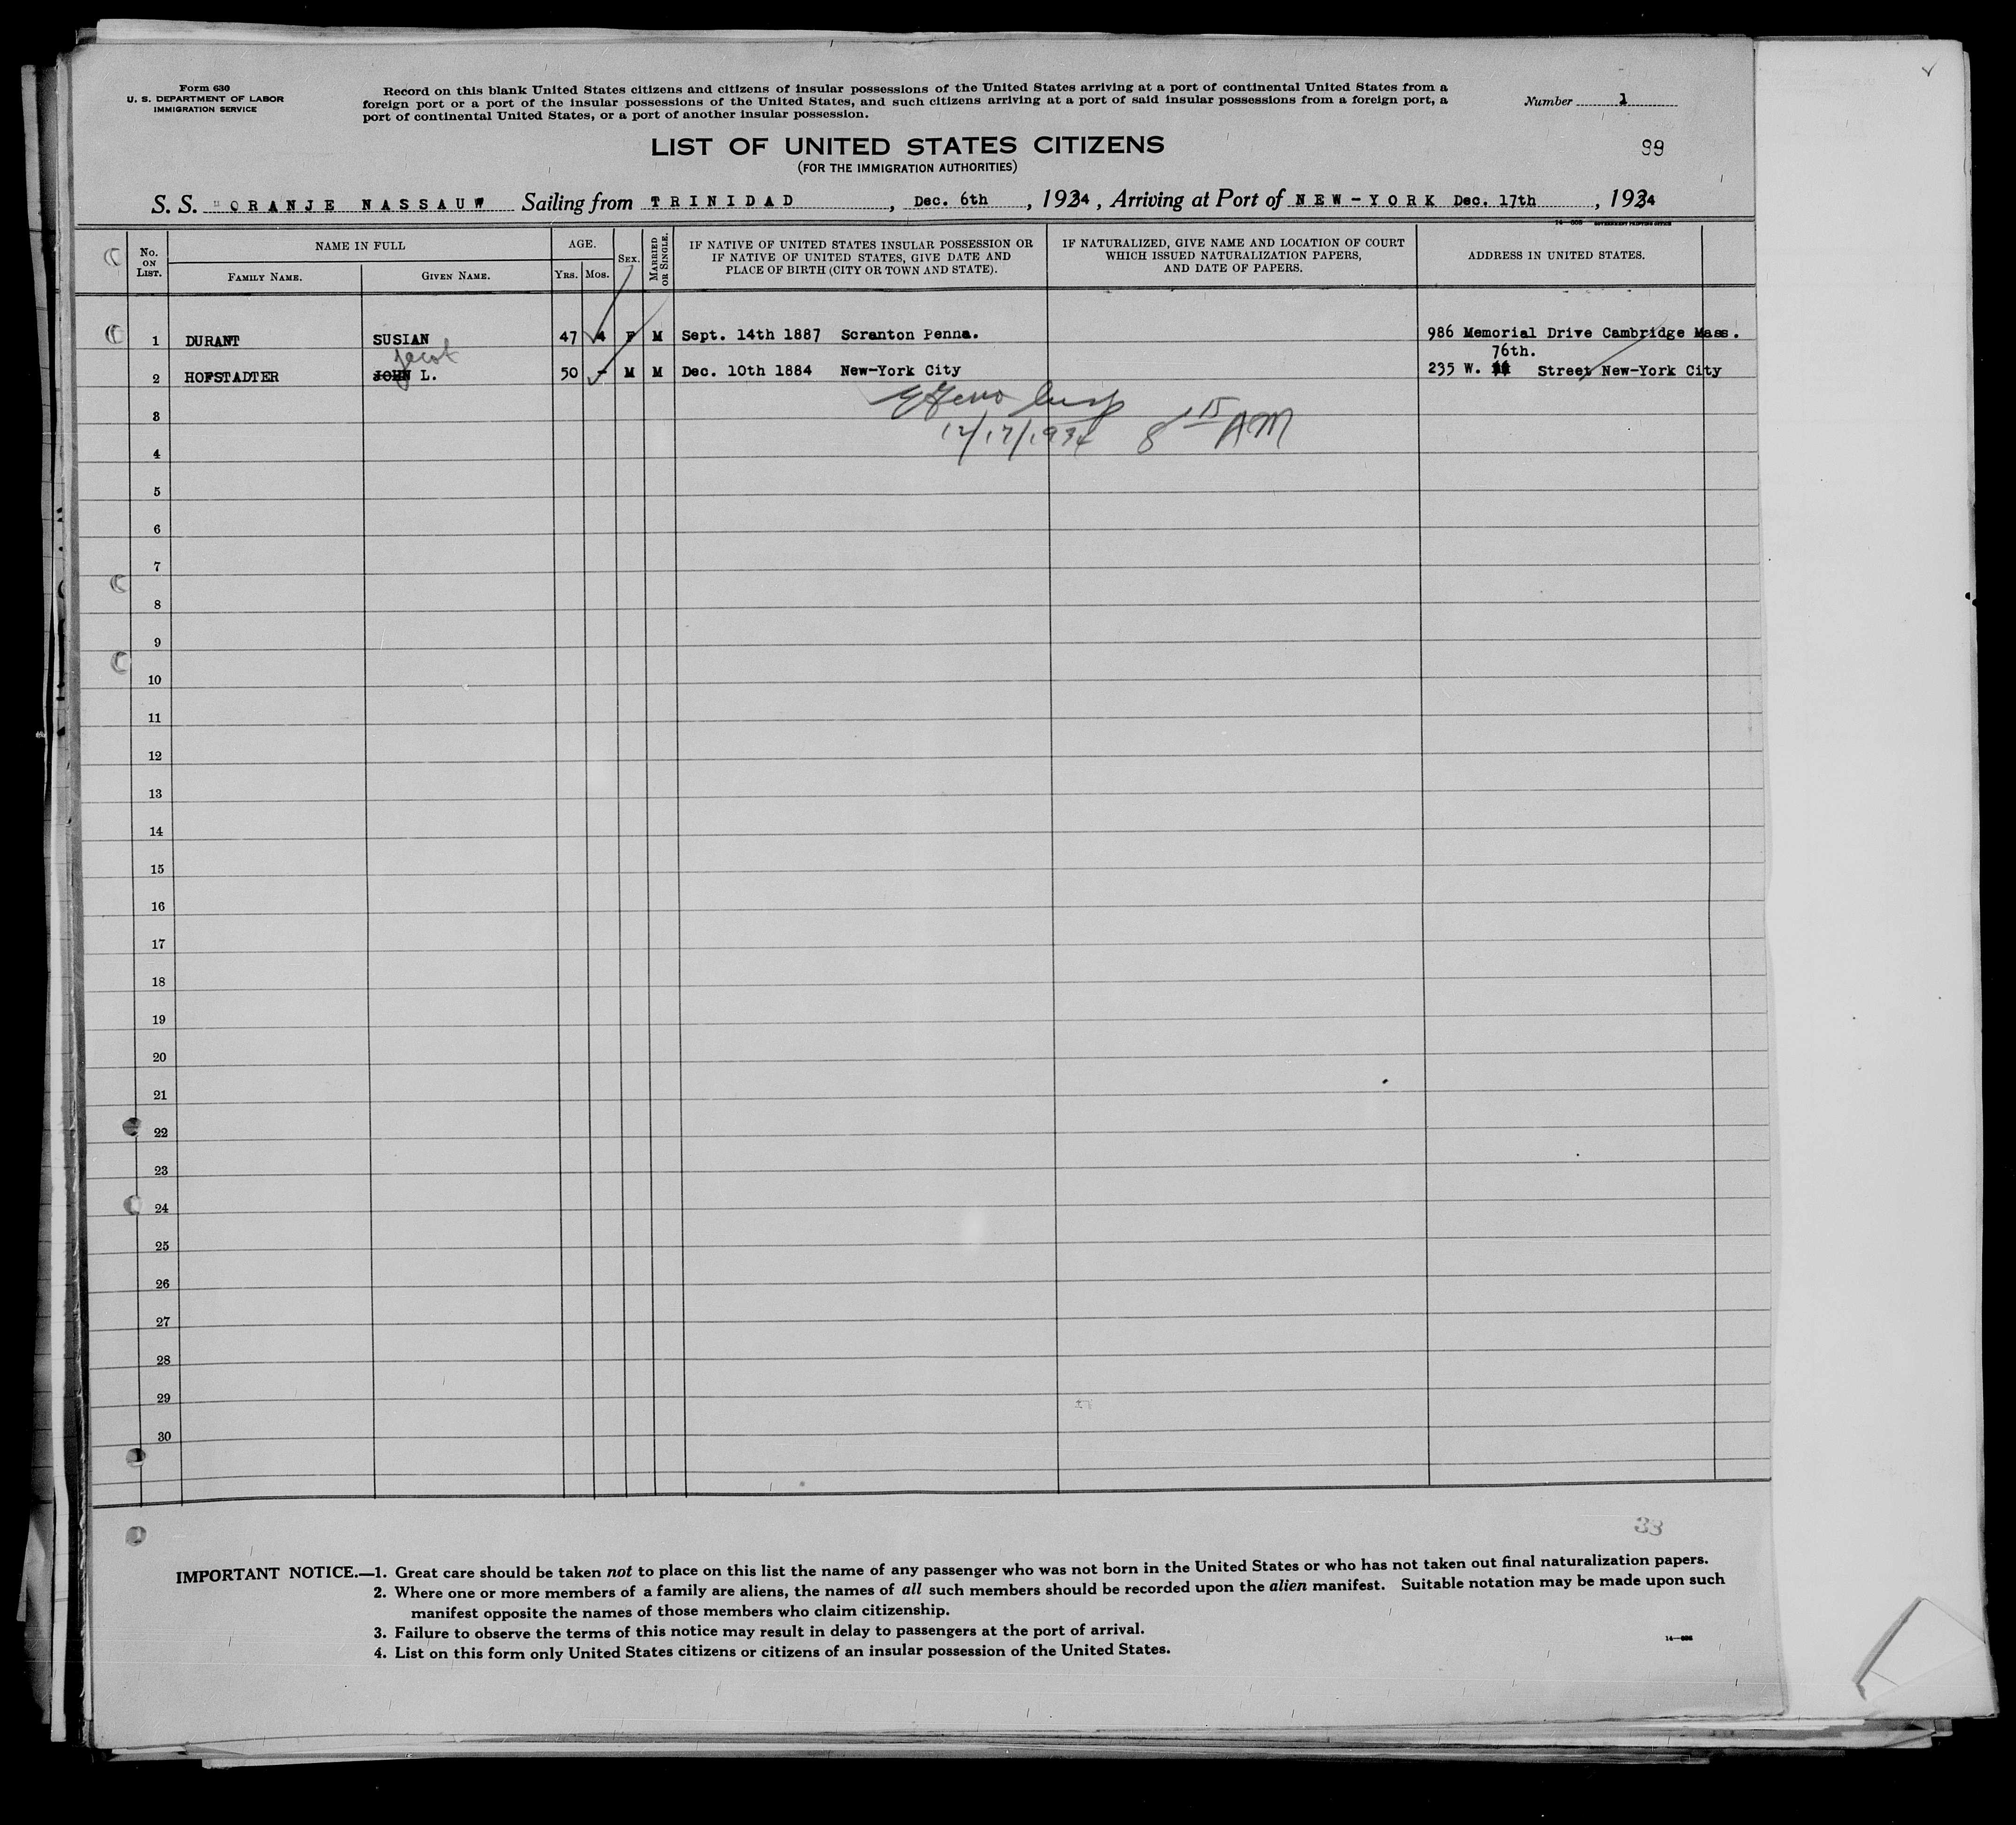 Form 630
U. S. DEPARTMENT OF LABOR
IMMIGRATION SERVICE
Record on this blank United States citizens and citizens of insular possessions of the United States arriving at a port of continental United States from a
foreign port or a port of the insular possessions of the United States, and such citizens arriving at a port of said insular possessions from a foreign port, a
port of continental United States, or a port of another insular possession.
Number 1
LIST OF UNITED STATES CITIZENS
(FOR THE IMMIGRATION AUTHORITIES)
99
S. S. "ORANJE NASSAUW Sailing from TRINIDAD, Dec. 6th, 1934, Arriving at Port of NEW-YORK Dec. 17th, 1934
No. ON LIST.
NAME IN FULL
FAMILY NAME.
GIVEN NAME.
AGE.
YRS. MOS.
SEX.
MARRIED OR SINGLE.
IF NATIVE OF UNITED STATES INSULAR POSSESSION OR
IF NATIVE OF UNITED STATES, GIVE DATE AND
PLACE OF BIRTH (CITY OR TOWN AND STATE).
IF NATURALIZED, GIVE NAME AND LOCATION OF COURT
WHICH ISSUED NATURALIZATION PAPERS,
AND DATE OF PAPERS.
ADDRESS IN UNITED STATES.
1 DURANT SUSIAN 47 4 F M Sept. 14th 1887 Scranton Penna. 986 Memorial Drive Cambridge Mass.
76th.
2 HOFSTADTER JOHN L. 50 - M M Dec. 10th 1884 New-York City 235 W. Street New-York City
3
12/17/1934 8 15 AM
4
5
6
7
8
9
10
11
12
13
14
15
16
17
18
19
20
21
22
23
24
25
26
27
28
29
30
33
IMPORTANT NOTICE.—1. Great care should be taken not to place on this list the name of any passenger who was not born in the United States or who has not taken out final naturalization papers.
2. Where one or more members of a family are aliens, the names of all such members should be recorded upon the alien manifest. Suitable notation may be made upon such
manifest opposite the names of those members who claim citizenship.
3. Failure to observe the terms of this notice may result in delay to passengers at the port of arrival.
4. List on this form only United States citizens or citizens of an insular possession of the United States.